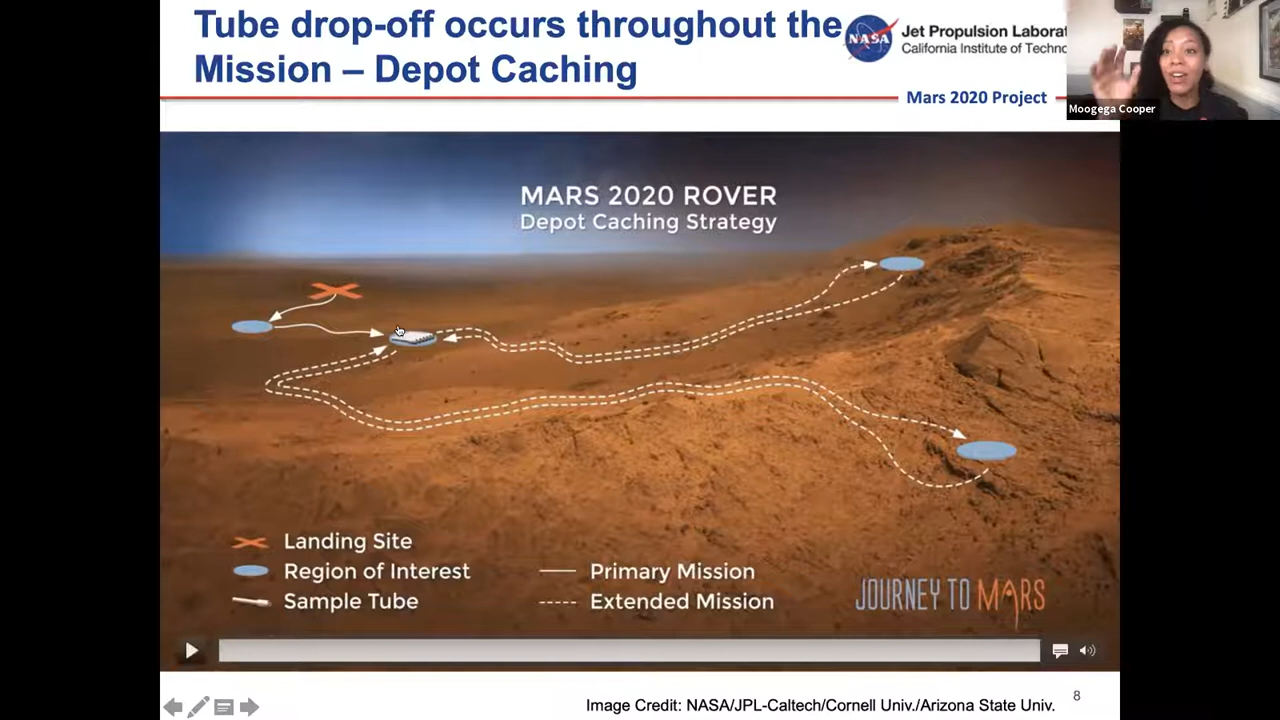 Tube drop-off occurs throughout the
Mission – Depot Caching
NASA
Jet Propulsion Laborat
California Institute of Techno
Mars 2020 Project
Moogega Cooper
MARS 2020 ROVER
Depot Caching Strategy
Landing Site
Region of Interest
Sample Tube
Primary Mission
Extended Mission
JOURNEY TO MARS
Image Credit: NASA/JPL-Caltech/Cornell Univ./Arizona State Univ.
8